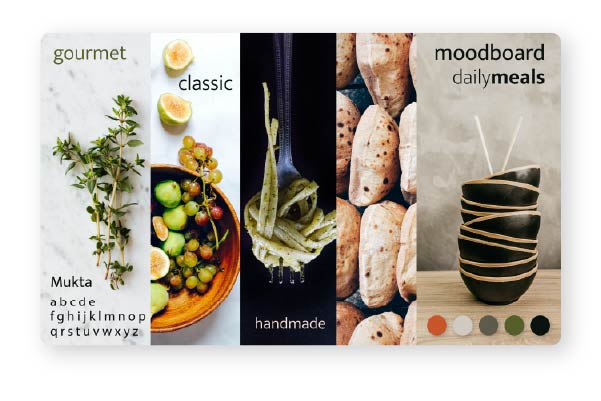 gourmet
classic
moodboard
dailymeals
Mukta
a b c d e
f g h i j k l m n o p
q r s t u v w x y z
handmade